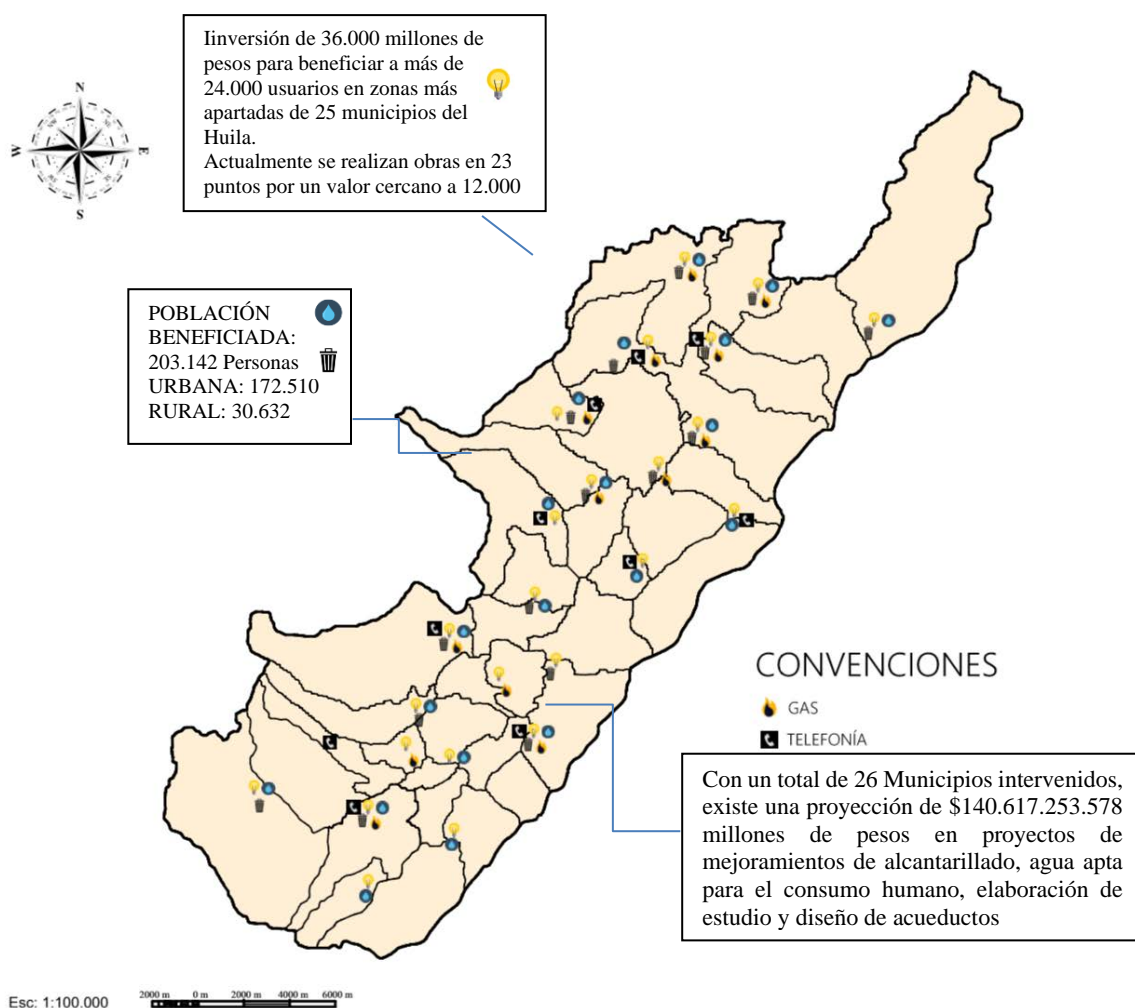 Iinversión de 36.000 millones de
pesos para beneficiar a más de
24.000 usuarios en zonas más
apartadas de 25 municipios del
Huila.
Actualmente se realizan obras en 23
puntos por un valor cercano a 12.000
N
W
E
S
POBLACIÓN
BENEFICIADA:
203.142 Personas
URBANA: 172.510
RURAL: 30.632
CONVENCIONES
GAS
TELEFONÍA
Con un total de 26 Municipios intervenidos,
existe una proyección de $140.617.253.578
millones de pesos en proyectos de
mejoramientos de alcantarillado, agua apta
para el consumo humano, elaboración de
estudio y diseño de acueductos
Esc: 1:100.000
2000 m 0 m 2000 m 4000 m 6000 m